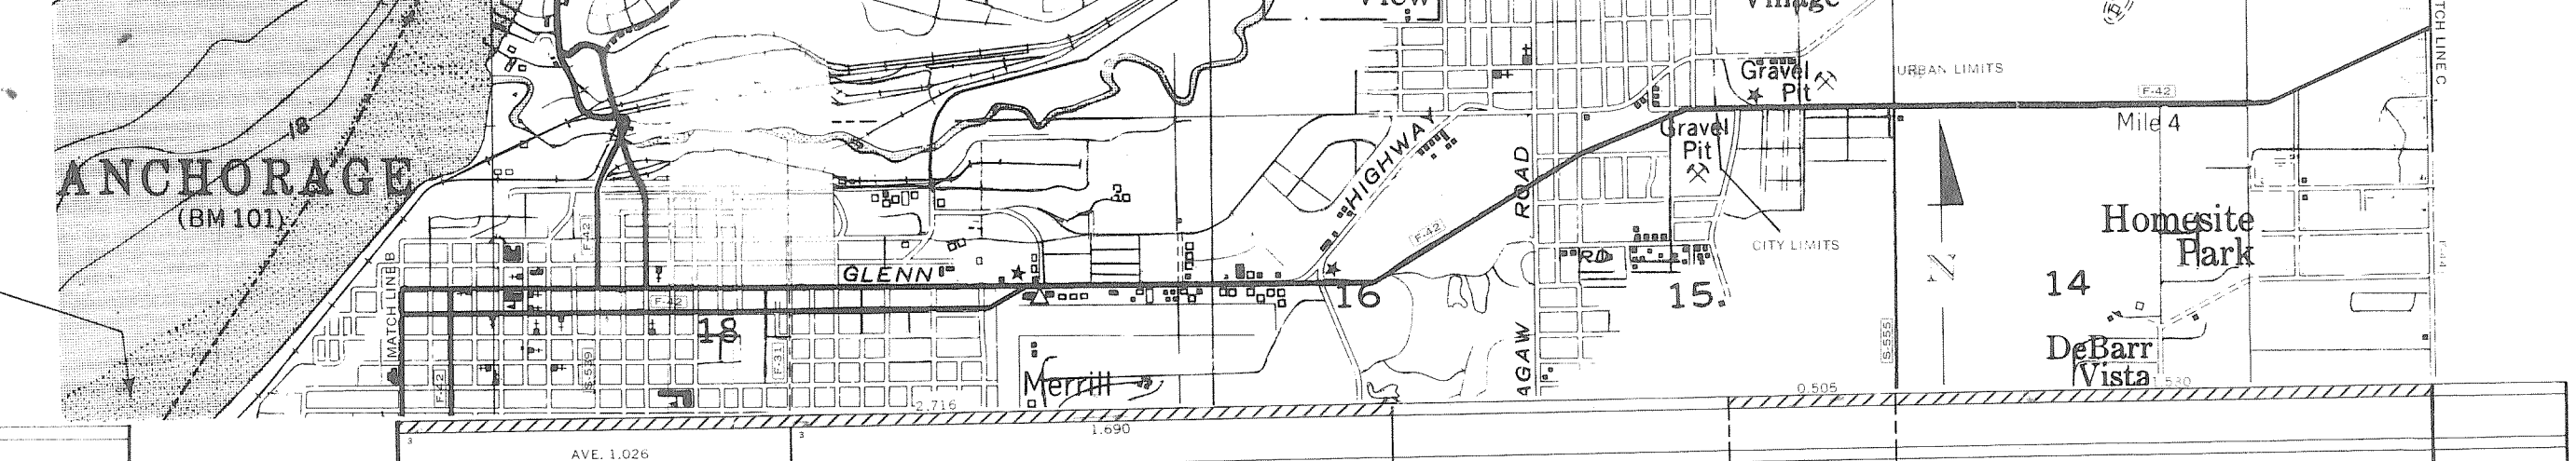 View
Village
MATCH LINE C
URBAN LIMITS
Gravel
Pit
F-42
Mile 4
18
ANCHORAGE
(BM 101)
HIGHWAY
ROAD
Gravel
Pit
F-42
F-42
CITY LIMITS
Homesite
Park
N
MATCH LINE B
GLENN
RD
F-42
16
15
14
18
F-31
S-539
F-42
AGAW
S-555
DeBarr
Vista
Merrill
2.716
0.505
1.530
3
3
1.690
AVE. 1.026